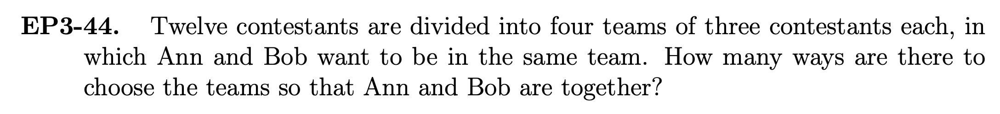 EP3-44. Twelve contestants are divided into four teams of three contestants each, in
which Ann and Bob want to be in the same team. How many ways are there to
choose the teams so that Ann and Bob are together?